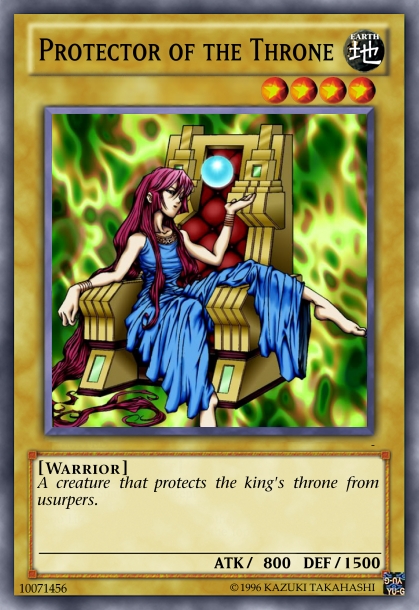 PROTECTOR OF THE THRONE
EARTH
地
[WARRIOR]
A creature that protects the king's throne from
usurpers.
ATK / 800 DEF / 1500
10071456
©1996 KAZUKI TAKAHASHI